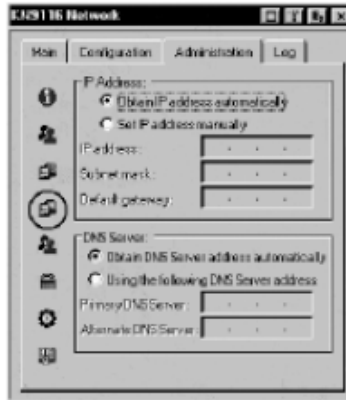 KN9116 Network
Main Configuration Administration Log
IP Address:
Obtain IP address automatically
Set IP address manually
IP address:
Subnet mask:
Default gateway:
DNS Server:
Obtain DNS Server address automatically
Using the following DNS Server address
Primary DNS Server:
Alternate DNS Server: